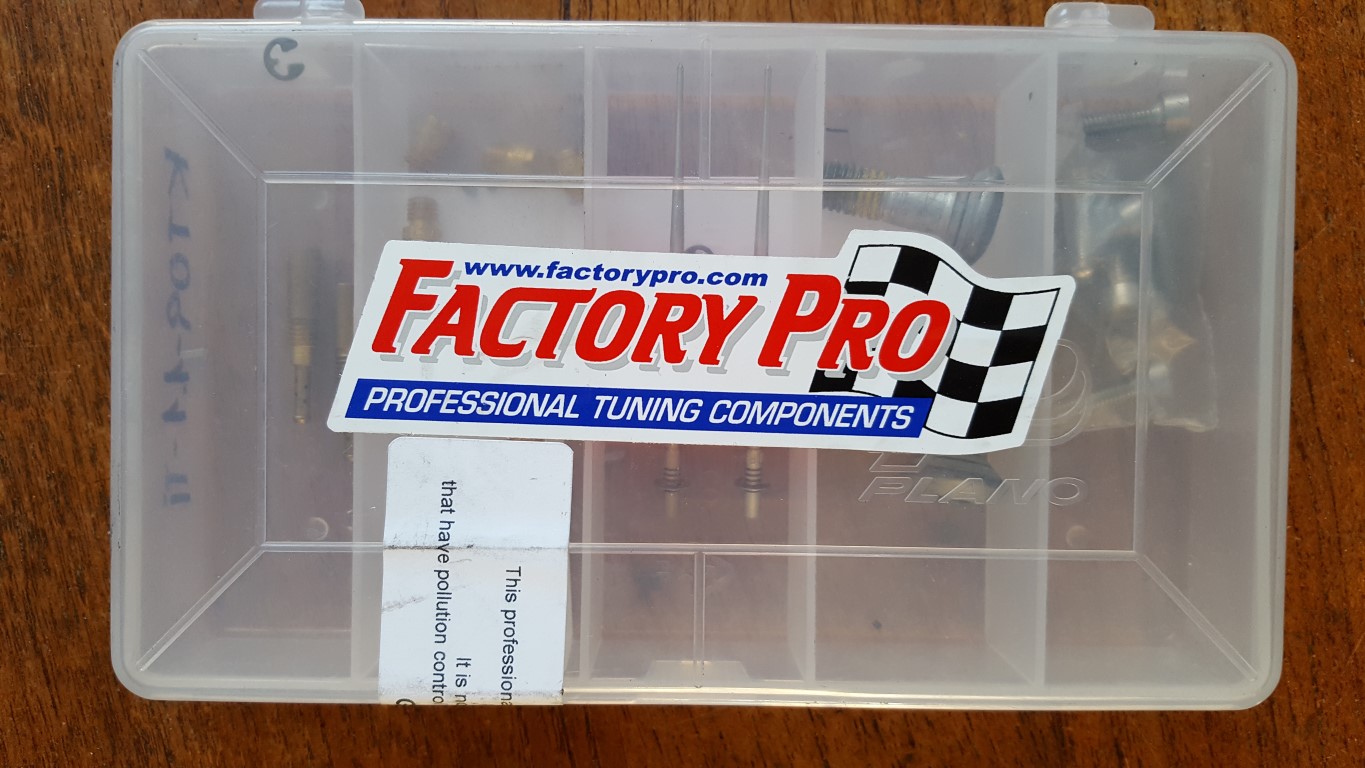 www.factorypro.com
FACTORY PRO
PROFESSIONAL TUNING COMPONENTS
PLANO
This professiona
It is n
that have pollution contro